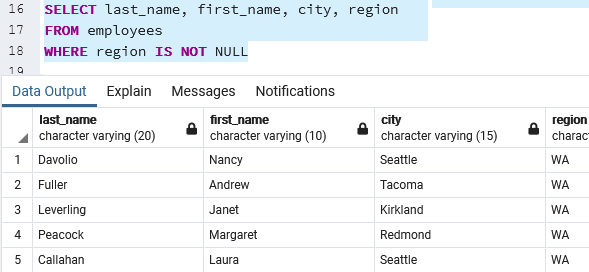 16 SELECT last_name, first_name, city, region
17 FROM employees
18 WHERE region IS NOT NULL
19
Data Output Explain Messages Notifications
last_name first_name city region
character varying (20) character varying (10) character varying (15) charac
1 Davolio Nancy Seattle WA
2 Fuller Andrew Tacoma WA
3 Leverling Janet Kirkland WA
4 Peacock Margaret Redmond WA
5 Callahan Laura Seattle WA